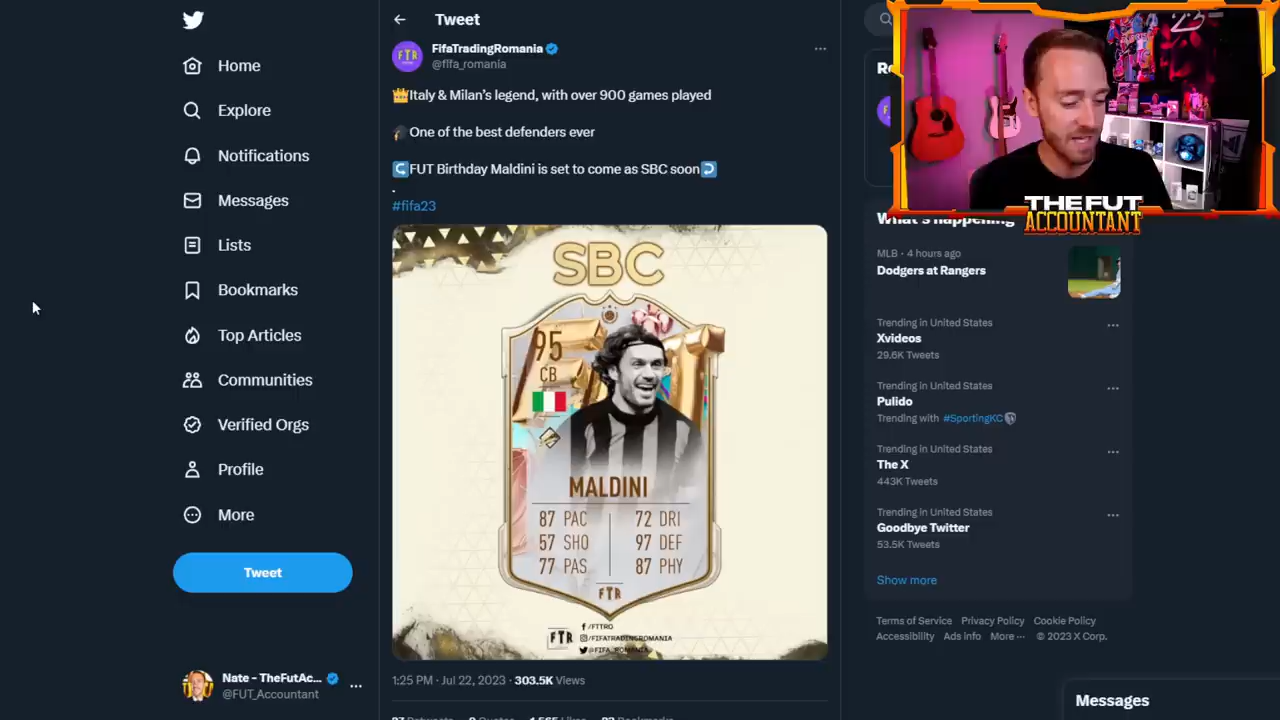 Home
Explore
Notifications
Messages
Lists
Bookmarks
Top Articles
Communities
Verified Orgs
Profile
More
Tweet
Nate - TheFutAc...
@FUT_Accountant
Tweet
FifaTradingRomania
@fifa_romania
Italy & Milan's legend, with over 900 games played
One of the best defenders ever
FUT Birthday Maldini is set to come as SBC soon
.
#fifa23
SBC
95
CB
MALDINI
87 PAC 72 DRI
57 SHO 97 DEF
77 PAS 87 PHY
FTR
FTR
/FTTRO
/FIFATRADINGROMANIA
@FIFA_ROMANIA
1:25 PM · Jul 22, 2023 · 303.5K Views
THE FUT
ACCOUNTANT
What's happening
MLB · 4 hours ago
Dodgers at Rangers
Trending in United States
Xvideos
29.6K Tweets
Trending in United States
Pulido
Trending with #SportingKC
Trending in United States
The X
443K Tweets
Trending in United States
Goodbye Twitter
53.5K Tweets
Show more
Terms of Service Privacy Policy Cookie Policy
Accessibility Ads info More ··· © 2023 X Corp.
Messages